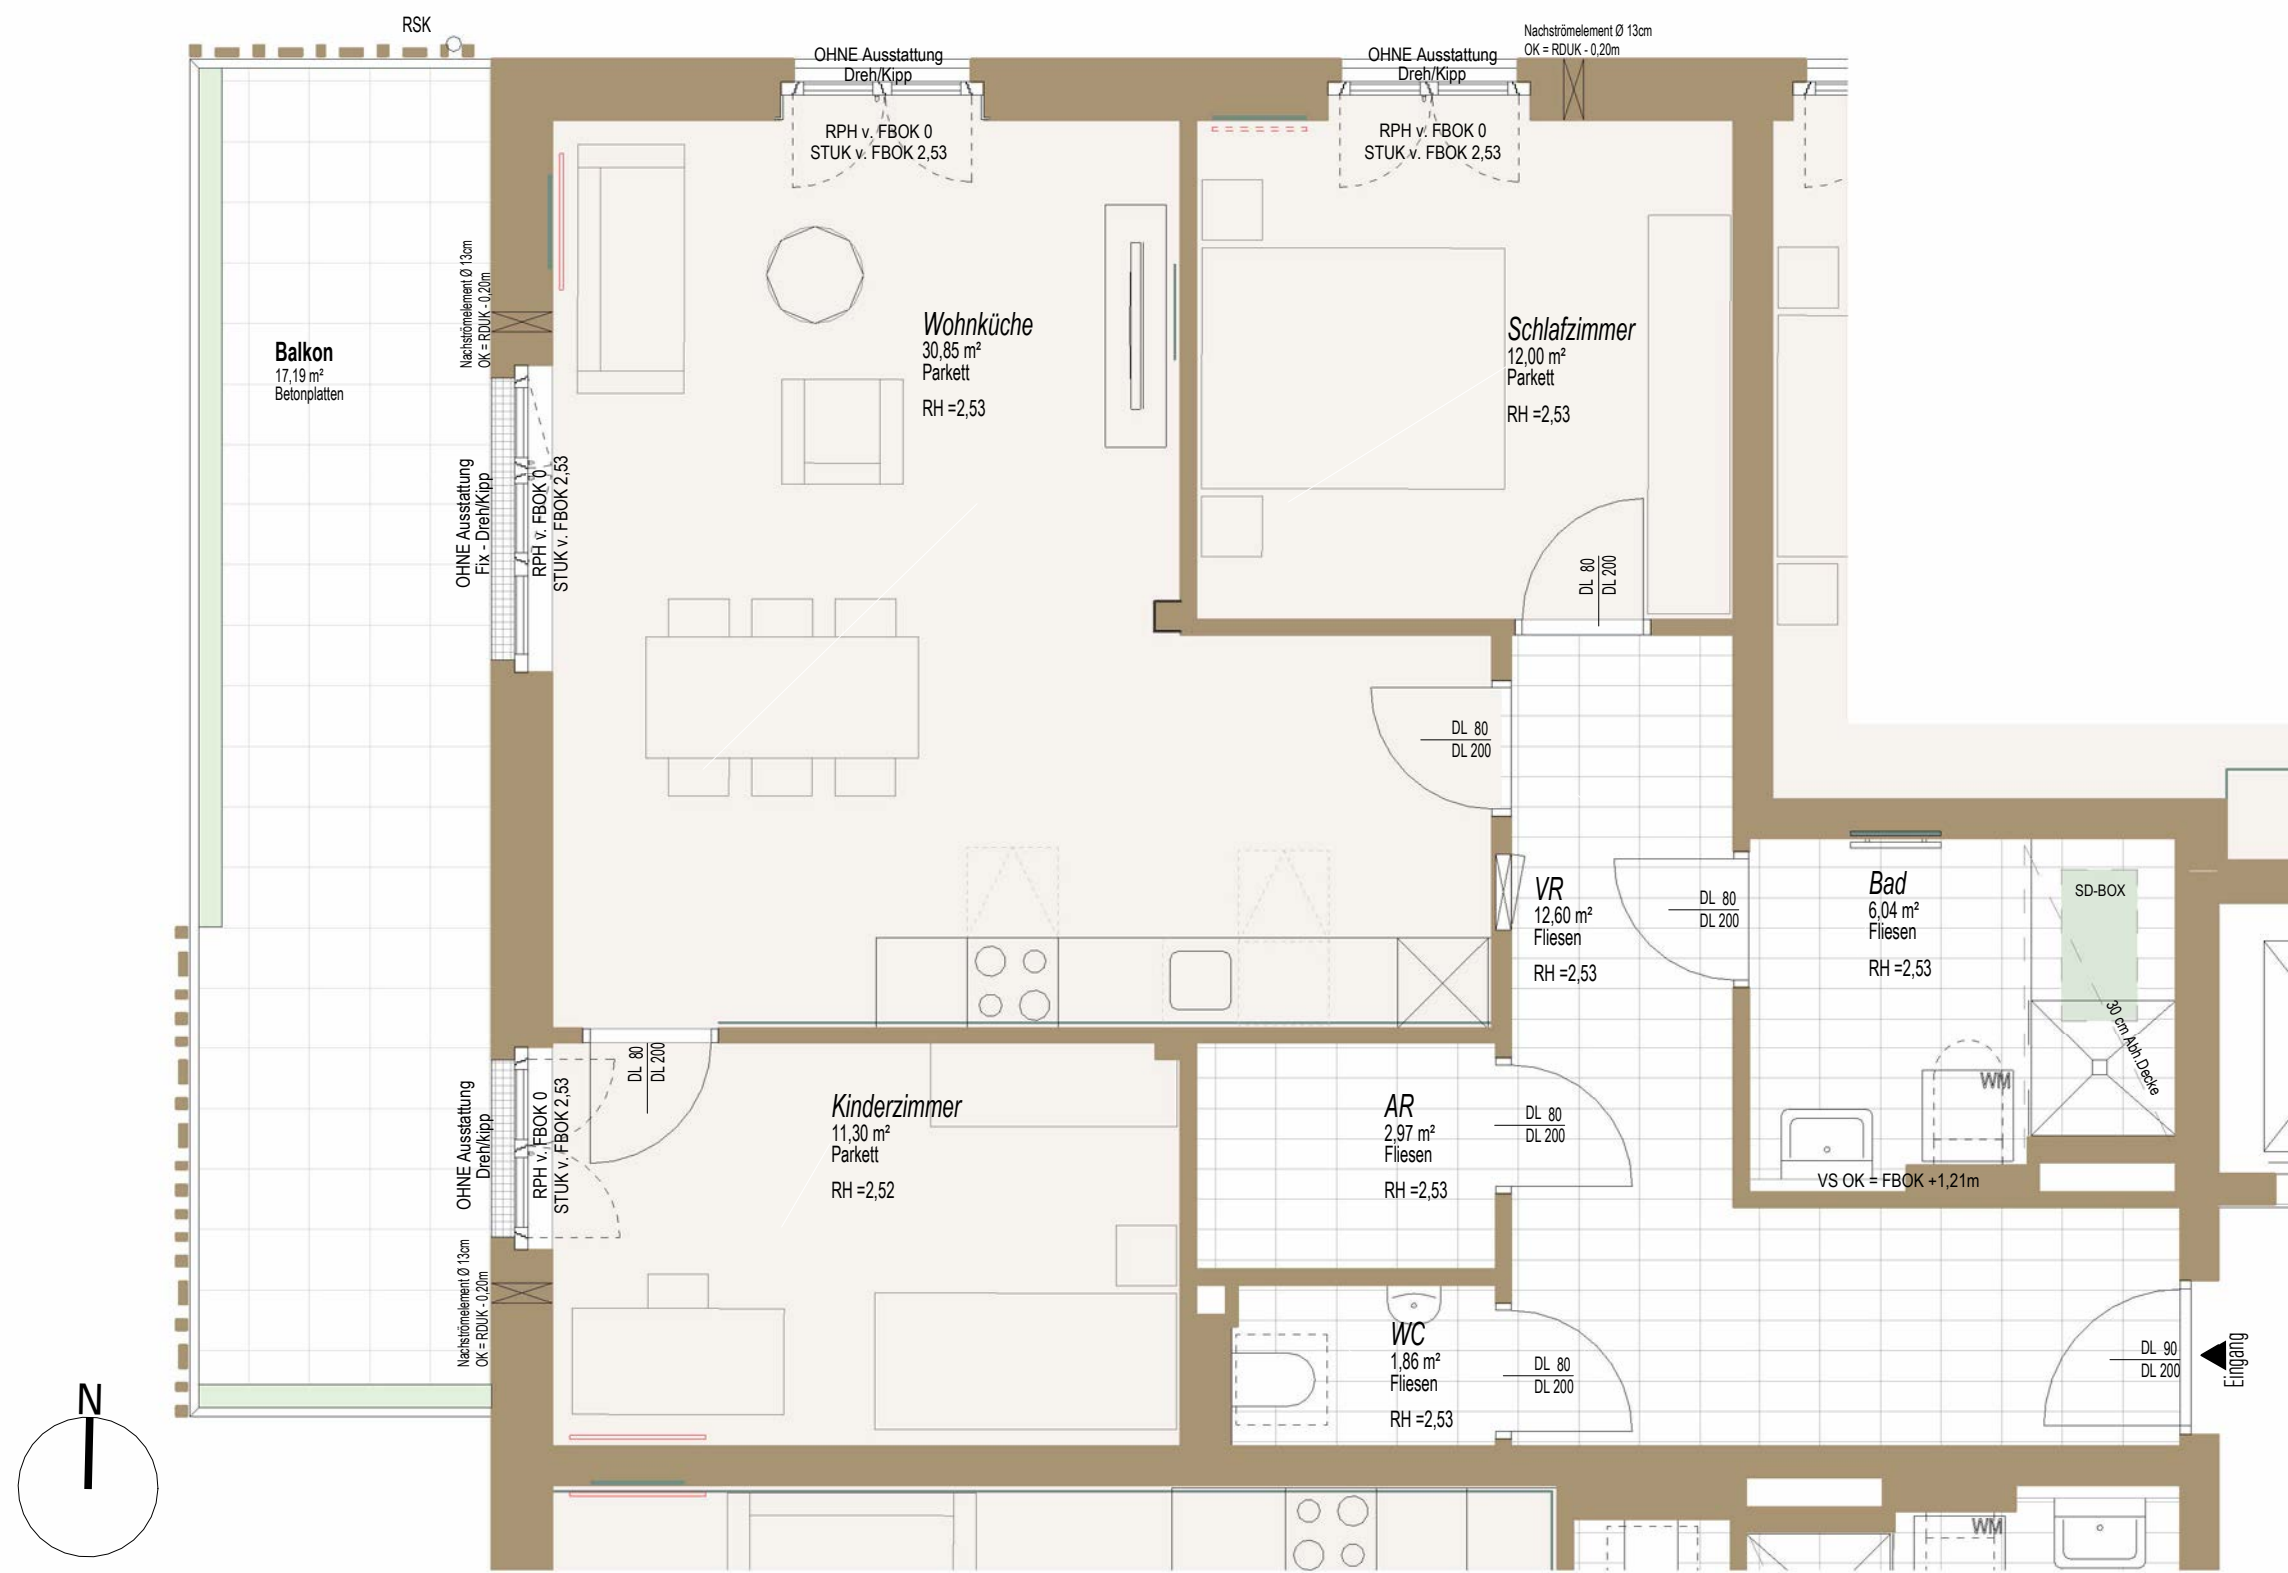 RSK
OHNE Ausstattung
Dreh/Kipp
RPH v. FBOK 0
STUK v. FBOK 2,53
OHNE Ausstattung
Dreh/Kipp
RPH v. FBOK 0
STUK v. FBOK 2,53
Nachströmelement Ø 13cm
OK = RDUK - 0,20m
Nachströmelement Ø 13cm
OK = RDUK - 0,20m
Balkon
17,19 m²
Betonplatten
Wohnküche
30,85 m²
Parkett
RH =2,53
Schlafzimmer
12,00 m²
Parkett
RH =2,53
OHNE Ausstattung
Fix - Dreh/Kipp
RPH v. FBOK 0
STUK v. FBOK 2,53
DL 80
DL 200
DL 80
DL 200
VR
12,60 m²
Fliesen
RH =2,53
DL 80
DL 200
Bad
6,04 m²
Fliesen
RH =2,53
SD-BOX
30 cm Abh.Decke
WM
VS OK = FBOK +1,21m
DL 80
DL 200
OHNE Ausstattung
Dreh/kipp
RPH v. FBOK 0
STUK v. FBOK 2,53
Kinderzimmer
11,30 m²
Parkett
RH =2,52
AR
2,97 m²
Fliesen
RH =2,53
DL 80
DL 200
Nachströmelement Ø 13cm
OK = RDUK - 0,20m
WC
1,86 m²
Fliesen
RH =2,53
DL 80
DL 200
DL 90
DL 200
Eingang
N
WM